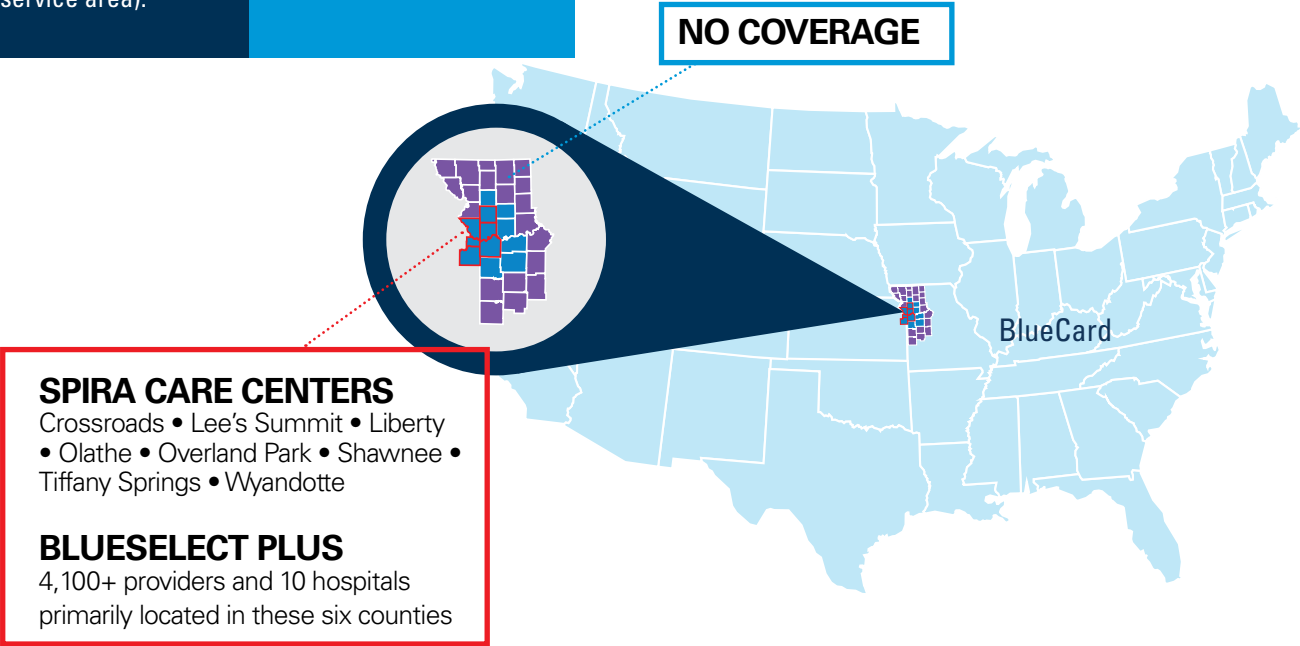 service area).
NO COVERAGE
BlueCard
SPIRA CARE CENTERS
Crossroads • Lee's Summit • Liberty
• Olathe • Overland Park • Shawnee •
Tiffany Springs • Wyandotte
BLUESELECT PLUS
4,100+ providers and 10 hospitals
primarily located in these six counties